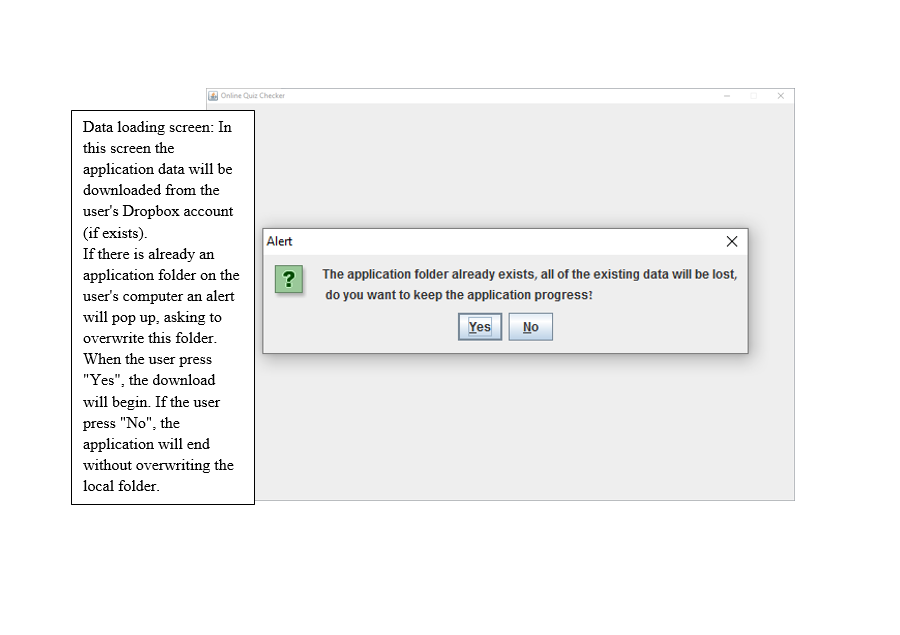 Online Quiz Checker
Data loading screen: In
this screen the
application data will be
downloaded from the
user's Dropbox account
(if exists).
If there is already an
application folder on the
user's computer an alert
will pop up, asking to
overwrite this folder.
When the user press
"Yes", the download
will begin. If the user
press "No", the
application will end
without overwriting the
local folder.
Alert
The application folder already exists, all of the existing data will be lost,
do you want to keep the application progress!
Yes No